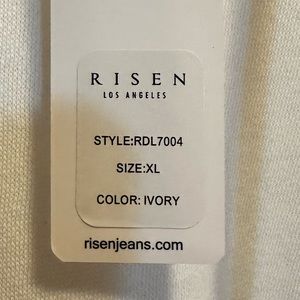 RISEN
LOS ANGELES
STYLE:RDL7004
SIZE:XL
COLOR: IVORY
risenjeans.com